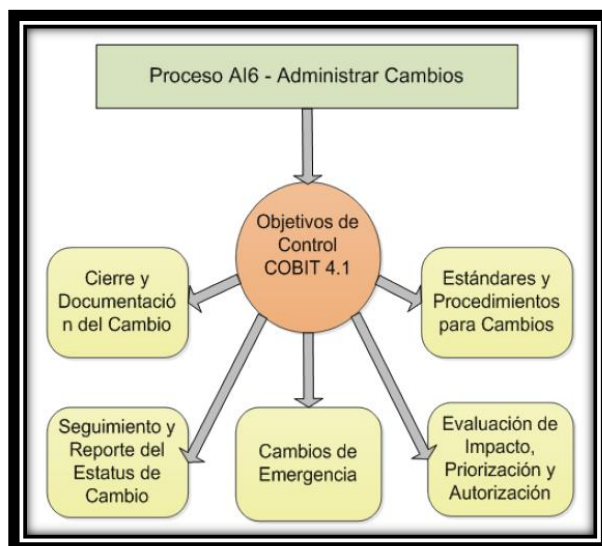 Proceso AI6 - Administrar Cambios
Objetivos de
Control
COBIT 4.1
Cierre y
Documentació
n del Cambio
Estándares y
Procedimientos
para Cambios
Seguimiento y
Reporte del
Estatus de
Cambio
Cambios de
Emergencia
Evaluación de
Impacto,
Priorización y
Autorización